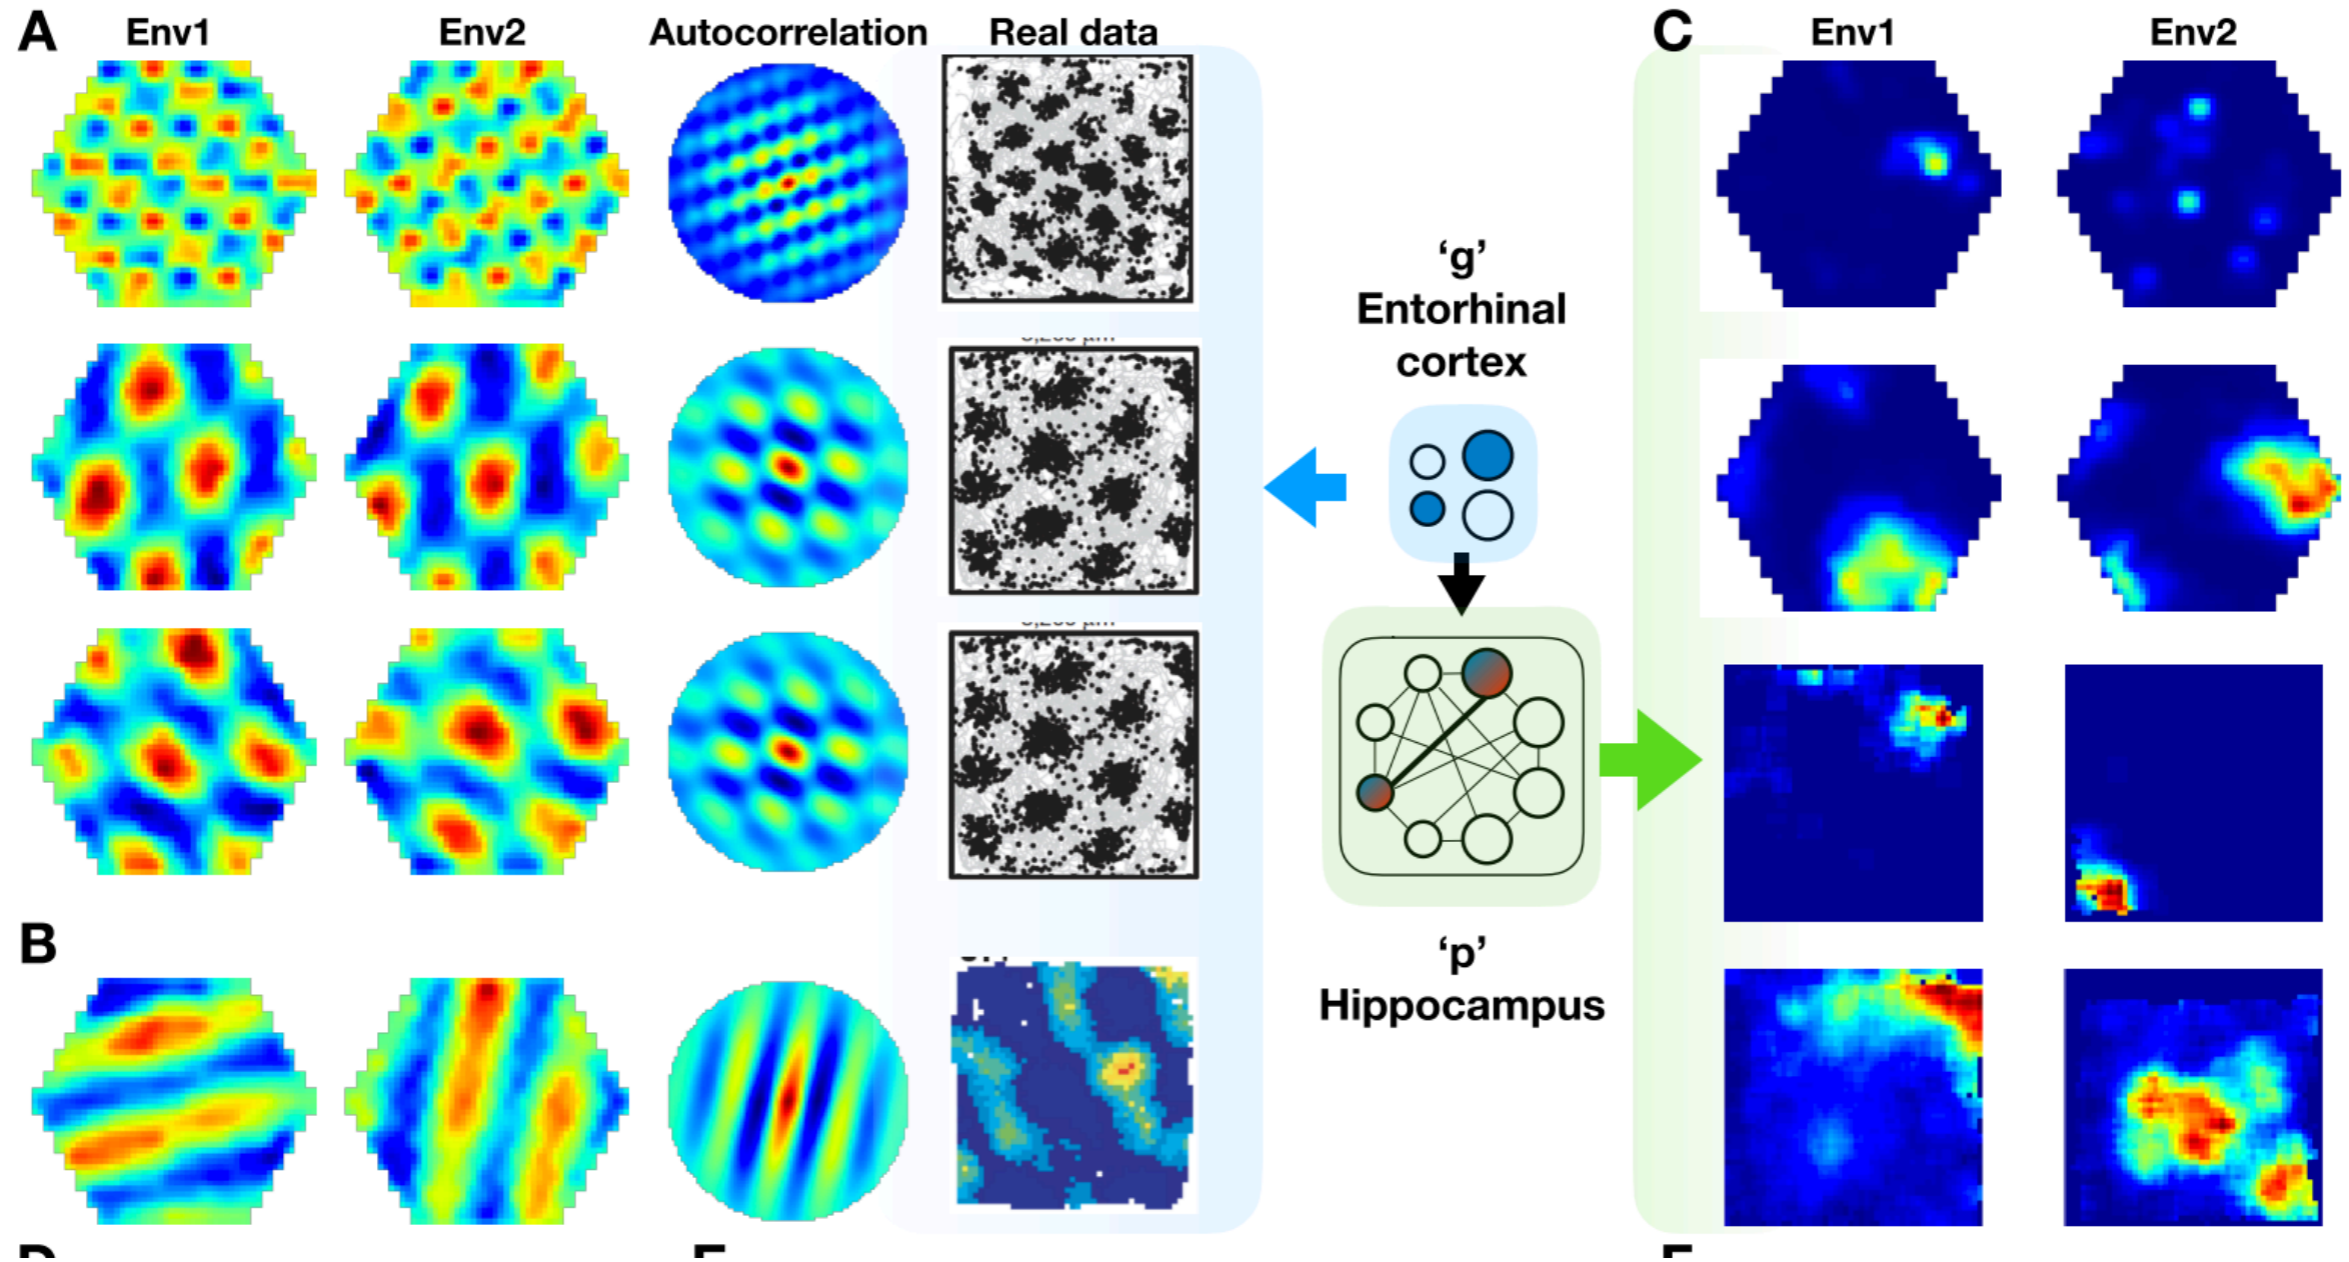 A
Env1
Env2
Autocorrelation
Real data
C
Env1
Env2
‘g’
Entorhinal
cortex
‘p’
Hippocampus
B